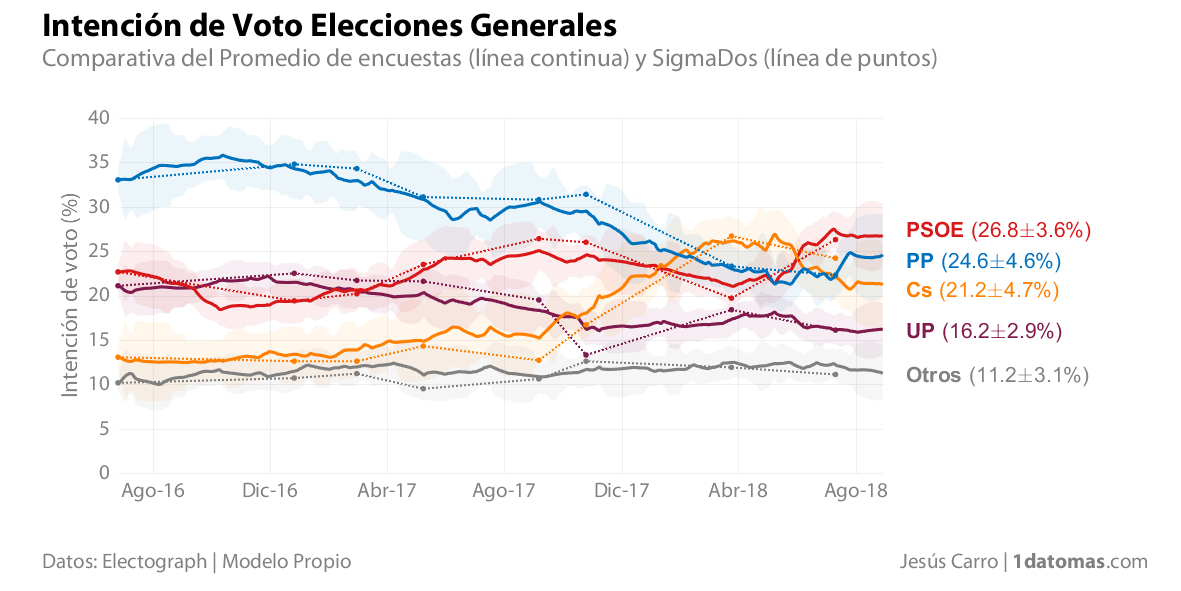 Intención de Voto Elecciones Generales
Comparativa del Promedio de encuestas (línea continua) y SigmaDos (línea de puntos)
Intención de voto (%)
40
35
30
25
20
15
10
5
0
Ago-16 Dic-16 Abr-17 Ago-17 Dic-17 Abr-18 Ago-18
PSOE (26.8±3.6%)
PP (24.6±4.6%)
Cs (21.2±4.7%)
UP (16.2±2.9%)
Otros (11.2±3.1%)
Datos: Electograph | Modelo Propio
Jesús Carro | 1datomas.com